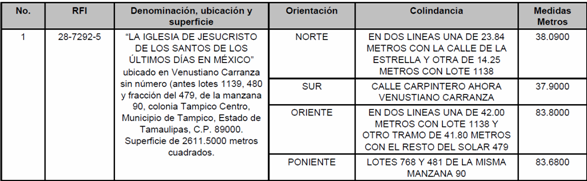 No. RFI Denominación, ubicación y superficie Orientación Colindancia Medidas Metros
1 28-7292-5
“LA IGLESIA DE JESUCRISTO
DE LOS SANTOS DE LOS
ÚLTIMOS DÍAS EN MÉXICO”
ubicado en Venustiano Carranza
sin número (antes lotes 1139, 480
y fracción del 479, de la manzana
90, colonia Tampico Centro,
Municipio de Tampico, Estado de
Tamaulipas, C.P. 89000.
Superficie de 2611.5000 metros
cuadrados.
NORTE
EN DOS LINEAS UNA DE 23.84
METROS CON LA CALLE DE LA
ESTRELLA Y OTRA DE 14.25
METROS CON LOTE 1138
38.0900
SUR
CALLE CARPINTERO AHORA
VENUSTIANO CARRANZA
37.9000
ORIENTE
EN DOS LINEAS UNA DE 42.00
METROS CON LOTE 1138 Y
OTRO TRAMO DE 41.80 METROS
CON EL RESTO DEL SOLAR 479
83.8000
PONIENTE
LOTES 768 Y 481 DE LA MISMA
MANZANA 90
83.6800